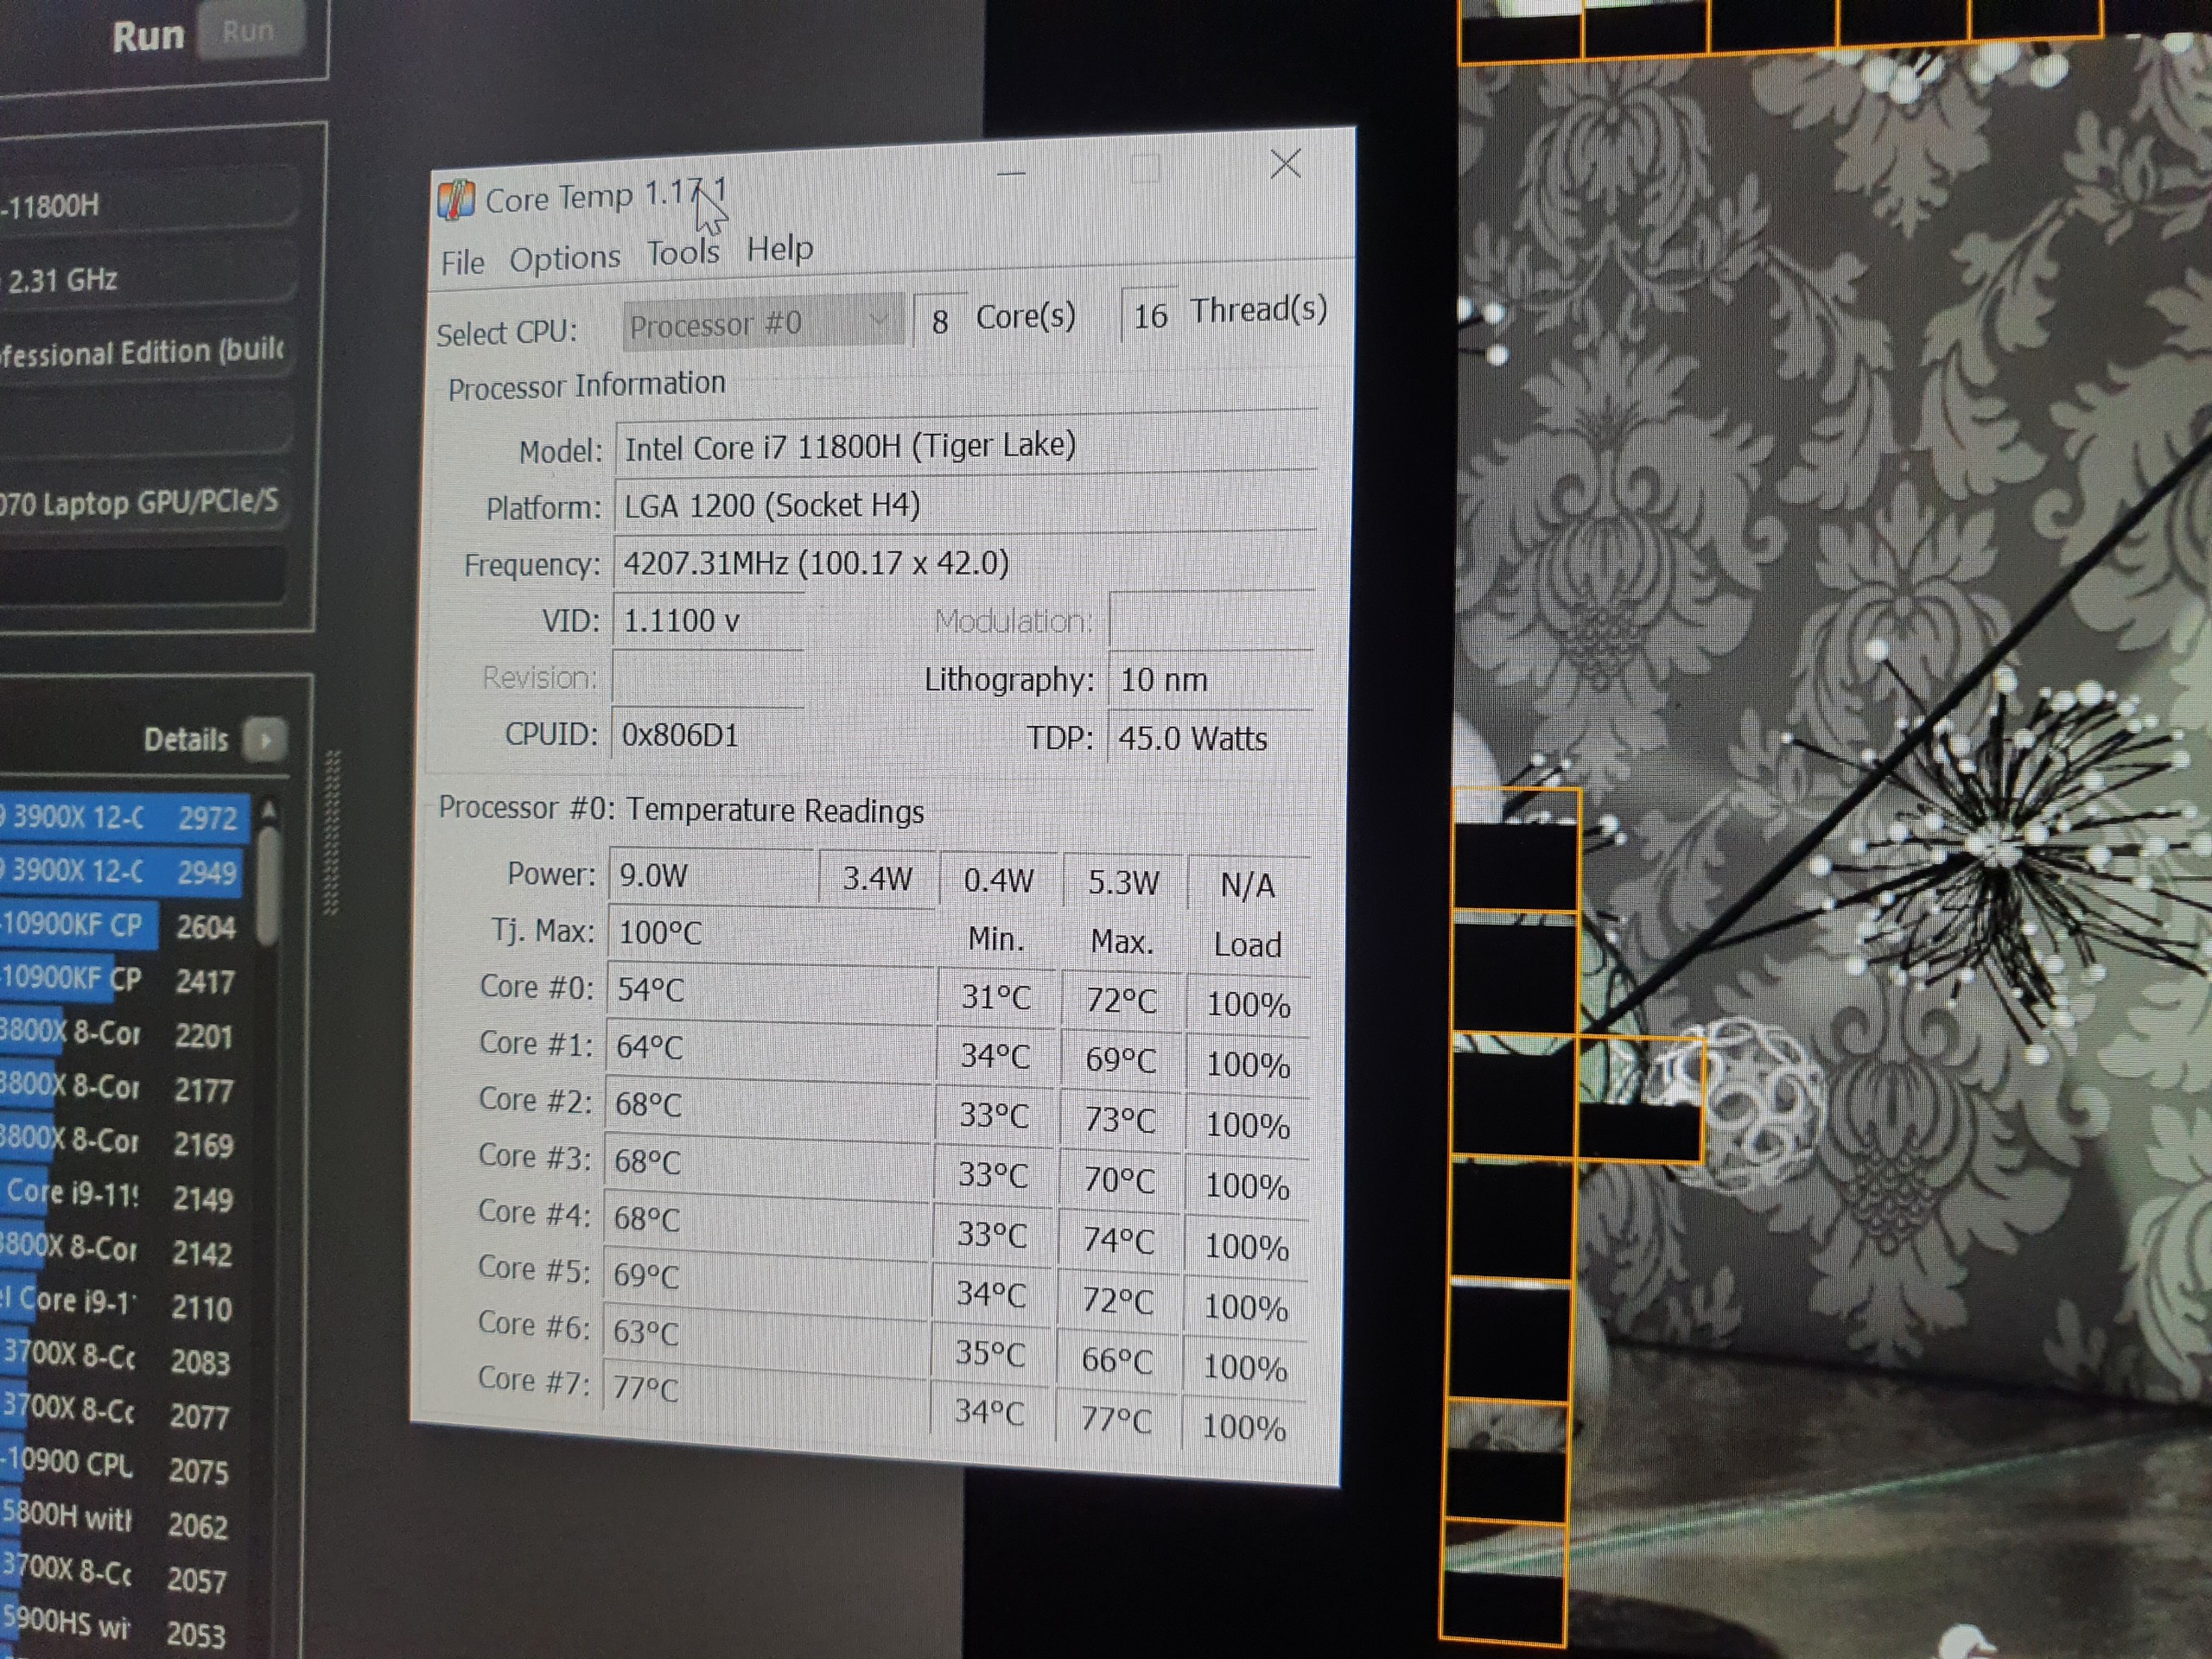 Run Run
-11800H
2.31 GHz
fessional Edition (build
070 Laptop GPU/PCIe/S
Details
3900X 12-C 2972
3900X 12-C 2949
-10900KF CP 2604
-10900KF CP 2417
3800X 8-Cor 2201
3800X 8-Cor 2177
3800X 8-Cor 2169
Core i9-119 2149
3800X 8-Cor 2142
el Core i9-1 2110
3700X 8-Cc 2083
3700X 8-Cc 2077
-10900 CPU 2075
5800H with 2062
3700X 8-Cc 2057
5900HS wi 2053
Core Temp 1.17.1
File Options Tools Help
Select CPU: Processor #0 8 Core(s) 16 Thread(s)
Processor Information
Model: Intel Core i7 11800H (Tiger Lake)
Platform: LGA 1200 (Socket H4)
Frequency: 4207.31MHz (100.17 x 42.0)
VID: 1.1100 v Modulation:
Revision: Lithography: 10 nm
CPUID: 0x806D1 TDP: 45.0 Watts
Processor #0: Temperature Readings
Power: 9.0W 3.4W 0.4W 5.3W N/A
Tj. Max: 100°C Min. Max. Load
Core #0: 54°C 31°C 72°C 100%
Core #1: 64°C 34°C 69°C 100%
Core #2: 68°C 33°C 73°C 100%
Core #3: 68°C 33°C 70°C 100%
Core #4: 68°C 33°C 74°C 100%
Core #5: 69°C 34°C 72°C 100%
Core #6: 63°C 35°C 66°C 100%
Core #7: 77°C 34°C 77°C 100%